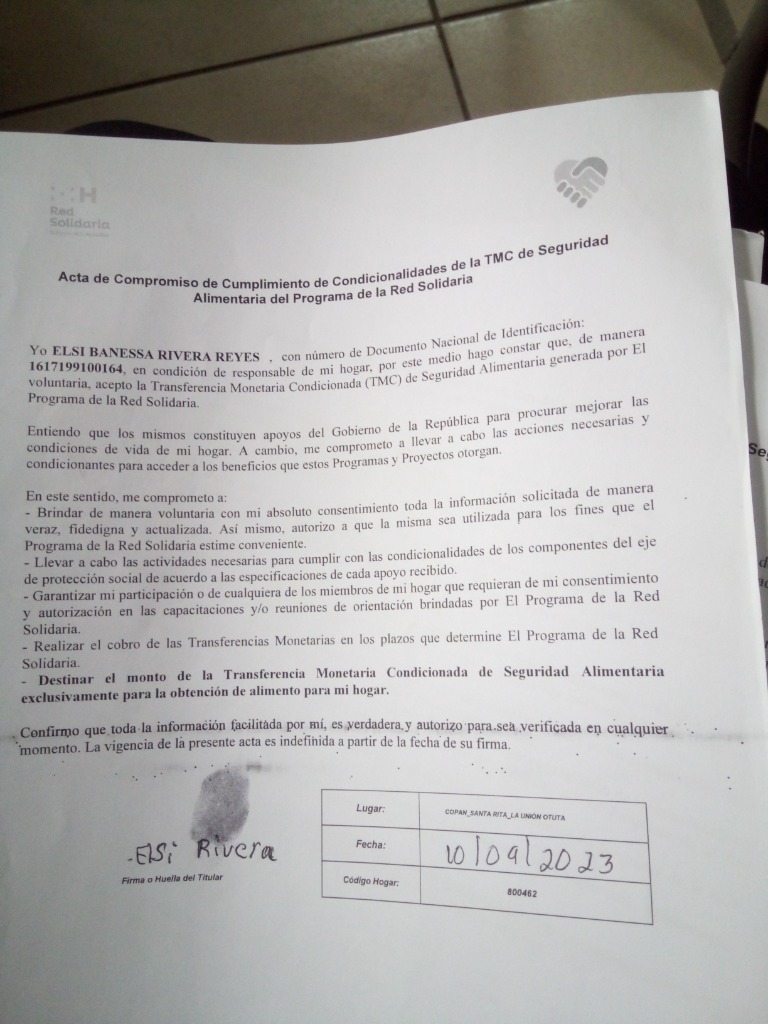 H
Red
Solidaria
Acta de Compromiso de Cumplimiento de Condicionalidades de la TMC de Seguridad
Alimentaria del Programa de la Red Solidaria
Yo ELSI BANESSA RIVERA REYES , con número de Documento Nacional de Identificación:
1617199100164, en condición de responsable de mi hogar, por este medio hago constar que, de manera
voluntaria, acepto la Transferencia Monetaria Condicionada (TMC) de Seguridad Alimentaria generada por El
Programa de la Red Solidaria.
Entiendo que los mismos constituyen apoyos del Gobierno de la República para procurar mejorar las
condiciones de vida de mi hogar. A cambio, me comprometo a llevar a cabo las acciones necesarias y
condicionantes para acceder a los beneficios que estos Programas y Proyectos otorgan.
En este sentido, me comprometo a:
- Brindar de manera voluntaria con mi absoluto consentimiento toda la información solicitada de manera
veraz, fidedigna y actualizada. Así mismo, autorizo a que la misma sea utilizada para los fines que el
Programa de la Red Solidaria estime conveniente.
- Llevar a cabo las actividades necesarias para cumplir con las condicionalidades de los componentes del eje
de protección social de acuerdo a las especificaciones de cada apoyo recibido.
- Garantizar mi participación o de cualquiera de los miembros de mi hogar que requieran de mi consentimiento
y autorización en las capacitaciones y/o reuniones de orientación brindadas por El Programa de la Red
Solidaria.
- Realizar el cobro de las Transferencias Monetarias en los plazos que determine El Programa de la Red
Solidaria.
- Destinar el monto de la Transferencia Monetaria Condicionada de Seguridad Alimentaria
exclusivamente para la obtención de alimento para mi hogar.
Confirmo que toda la información facilitada por mí, es verdadera y autorizo para sea verificada en cualquier
momento. La vigencia de la presente acta es indefinida a partir de la fecha de su firma.
Elsi Rivera
Firma o Huella del Titular
Lugar: COPAN_SANTA RITA_LA UNIÓN OTUTA
Fecha: 10/09/2023
Código Hogar: 800462